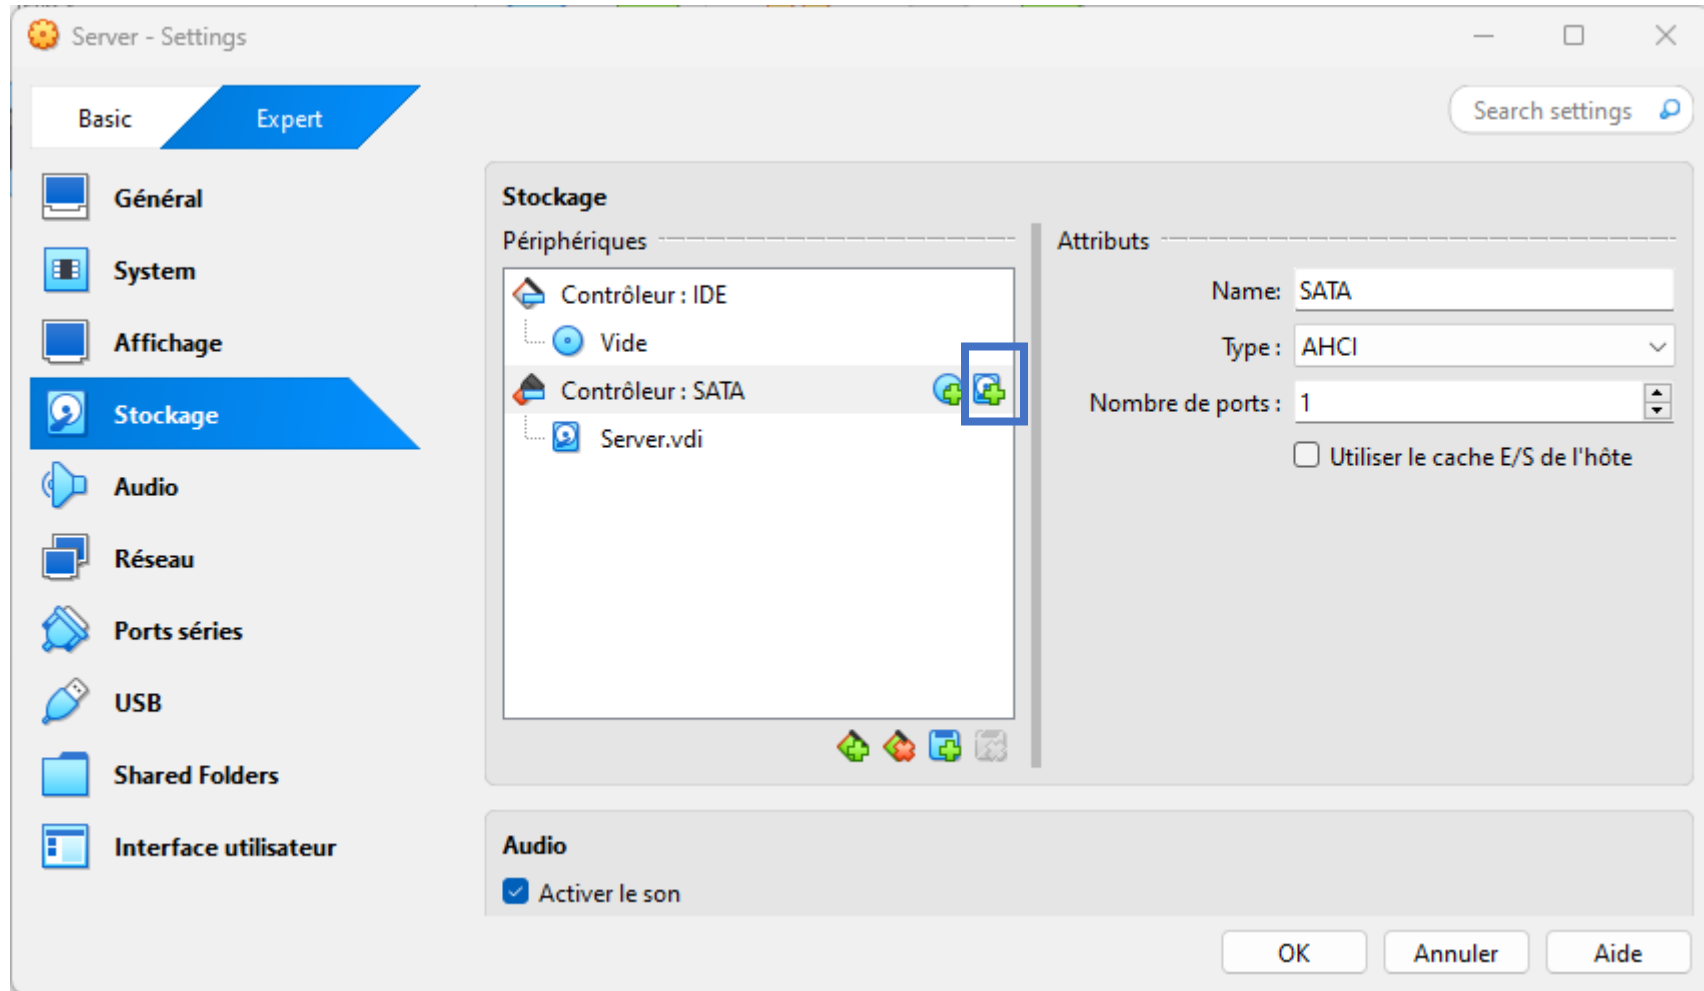 Server - Settings
Basic
Expert
Search settings
Général
System
Affichage
Stockage
Audio
Réseau
Ports séries
USB
Shared Folders
Interface utilisateur
Stockage
Périphériques
Contrôleur : IDE
Vide
Contrôleur : SATA
Server.vdi
Attributs
Name: SATA
Type : AHCI
Nombre de ports : 1
Utiliser le cache E/S de l'hôte
Audio
Activer le son
OK
Annuler
Aide